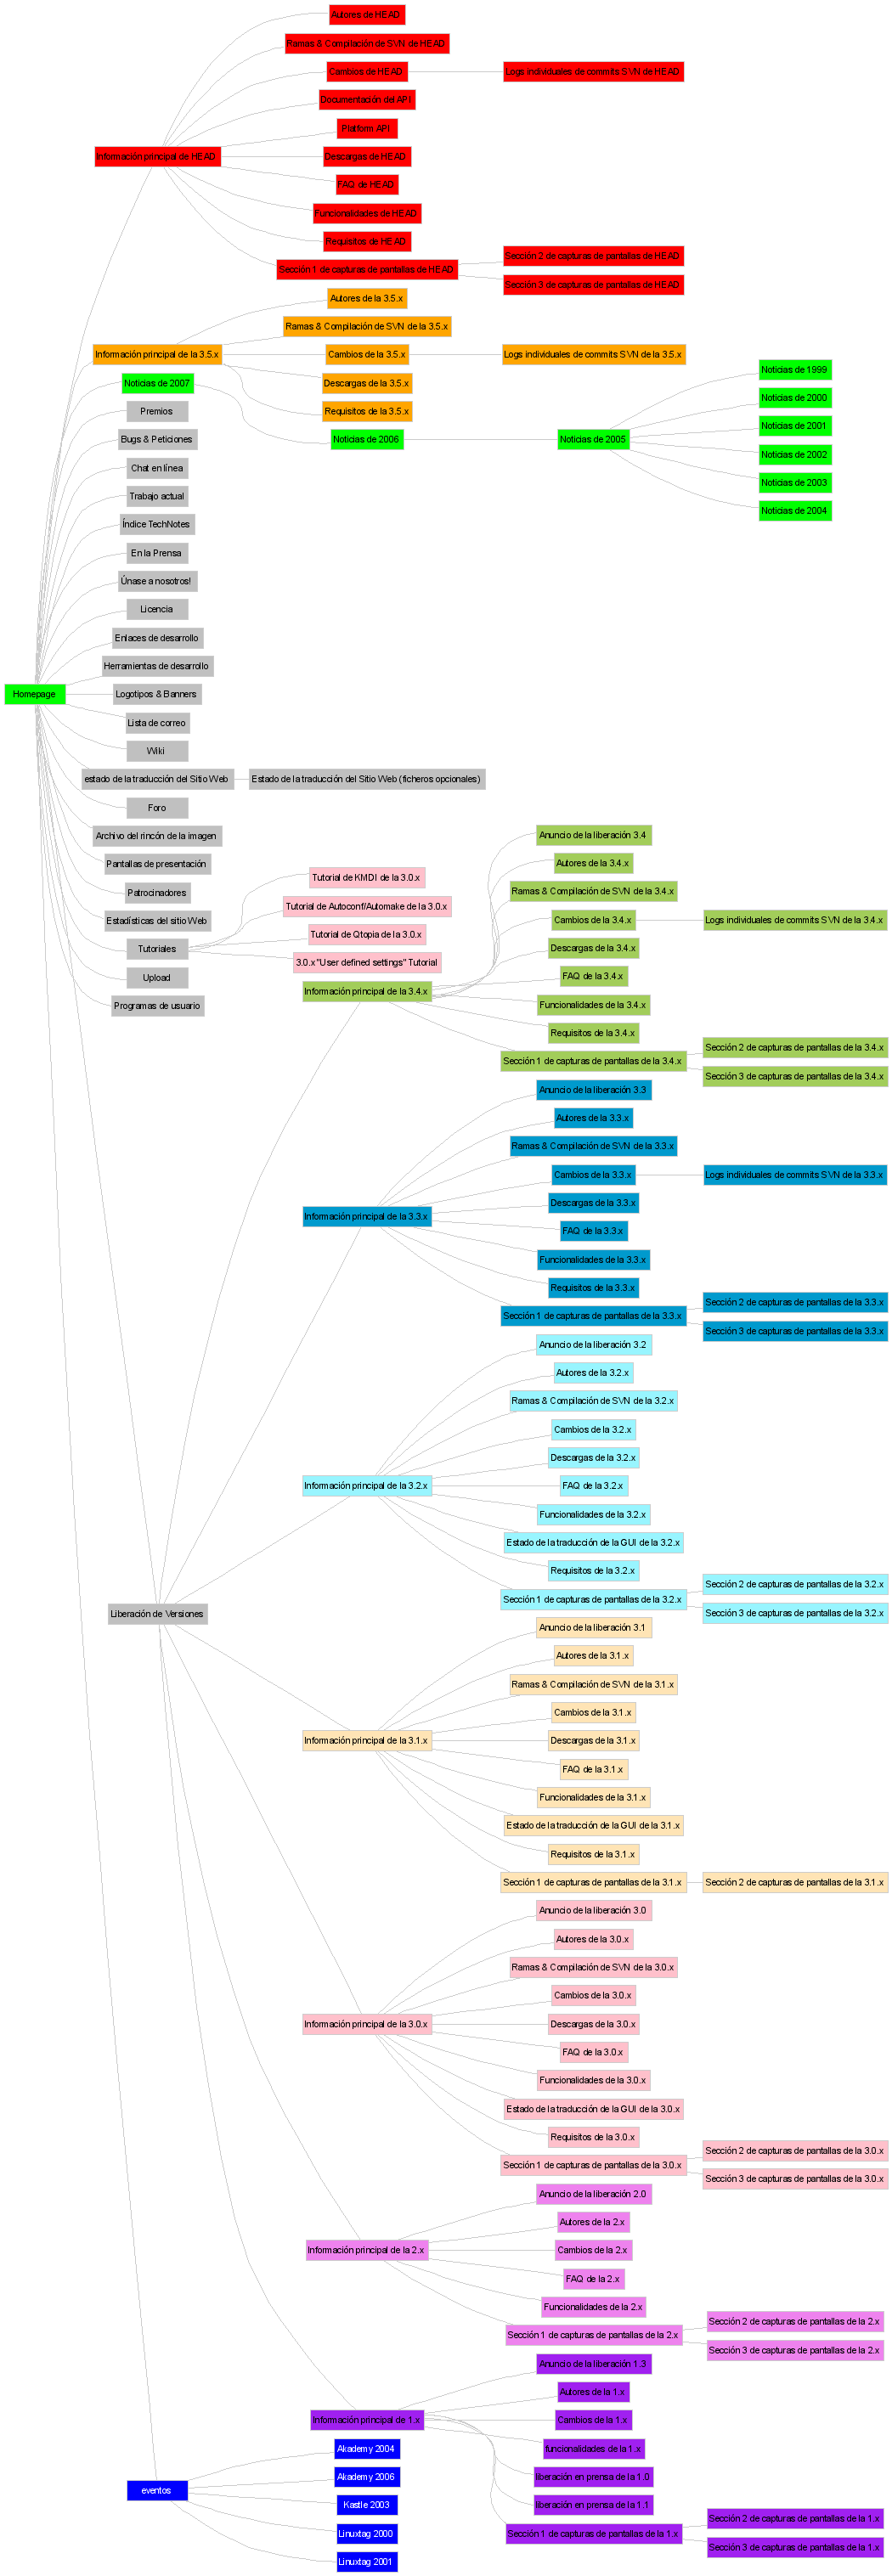 Autores de HEAD
Ramas & Compilación de SVN de HEAD
Cambios de HEAD
Logs individuales de commits SVN de HEAD
Documentación del API
Platform API
Información principal de HEAD
Descargas de HEAD
FAQ de HEAD
Funcionalidades de HEAD
Requisitos de HEAD
Sección 2 de capturas de pantallas de HEAD
Sección 1 de capturas de pantallas de HEAD
Sección 3 de capturas de pantallas de HEAD
Autores de la 3.5.x
Ramas & Compilación de SVN de la 3.5.x
Información principal de la 3.5.x
Cambios de la 3.5.x
Logs individuales de commits SVN de la 3.5.x
Descargas de la 3.5.x
Requisitos de la 3.5.x
Noticias de 2007
Noticias de 2006
Noticias de 2005
Noticias de 1999
Noticias de 2000
Noticias de 2001
Noticias de 2002
Noticias de 2003
Noticias de 2004
Premios
Bugs & Peticiones
Chat en línea
Trabajo actual
Índice TechNotes
En la Prensa
Únase a nosotros!
Licencia
Enlaces de desarrollo
Herramientas de desarrollo
Homepage
Logotipos & Banners
Lista de correo
Wiki
estado de la traducción del Sitio Web
Estado de la traducción del Sitio Web (ficheros opcionales)
Foro
Archivo del rincón de la imagen
Pantallas de presentación
Patrocinadores
Estadísticas del sitio Web
Tutoriales
Upload
Programas de usuario
Tutorial de KMDI de la 3.0.x
Tutorial de Autoconf/Automake de la 3.0.x
Tutorial de Qtopia de la 3.0.x
3.0.x "User defined settings" Tutorial
Información principal de la 3.4.x
Anuncio de la liberación 3.4
Autores de la 3.4.x
Ramas & Compilación de SVN de la 3.4.x
Cambios de la 3.4.x
Logs individuales de commits SVN de la 3.4.x
Descargas de la 3.4.x
FAQ de la 3.4.x
Funcionalidades de la 3.4.x
Requisitos de la 3.4.x
Sección 1 de capturas de pantallas de la 3.4.x
Sección 2 de capturas de pantallas de la 3.4.x
Sección 3 de capturas de pantallas de la 3.4.x
Información principal de la 3.3.x
Anuncio de la liberación 3.3
Autores de la 3.3.x
Ramas & Compilación de SVN de la 3.3.x
Cambios de la 3.3.x
Logs individuales de commits SVN de la 3.3.x
Descargas de la 3.3.x
FAQ de la 3.3.x
Funcionalidades de la 3.3.x
Requisitos de la 3.3.x
Sección 1 de capturas de pantallas de la 3.3.x
Sección 2 de capturas de pantallas de la 3.3.x
Sección 3 de capturas de pantallas de la 3.3.x
Información principal de la 3.2.x
Anuncio de la liberación 3.2
Autores de la 3.2.x
Ramas & Compilación de SVN de la 3.2.x
Cambios de la 3.2.x
Descargas de la 3.2.x
FAQ de la 3.2.x
Funcionalidades de la 3.2.x
Estado de la traducción de la GUI de la 3.2.x
Requisitos de la 3.2.x
Sección 1 de capturas de pantallas de la 3.2.x
Sección 2 de capturas de pantallas de la 3.2.x
Sección 3 de capturas de pantallas de la 3.2.x
Liberación de Versiones
Información principal de la 3.1.x
Anuncio de la liberación 3.1
Autores de la 3.1.x
Ramas & Compilación de SVN de la 3.1.x
Cambios de la 3.1.x
Descargas de la 3.1.x
FAQ de la 3.1.x
Funcionalidades de la 3.1.x
Estado de la traducción de la GUI de la 3.1.x
Requisitos de la 3.1.x
Sección 1 de capturas de pantallas de la 3.1.x
Sección 2 de capturas de pantallas de la 3.1.x
Información principal de la 3.0.x
Anuncio de la liberación 3.0
Autores de la 3.0.x
Ramas & Compilación de SVN de la 3.0.x
Cambios de la 3.0.x
Descargas de la 3.0.x
FAQ de la 3.0.x
Funcionalidades de la 3.0.x
Estado de la traducción de la GUI de la 3.0.x
Requisitos de la 3.0.x
Sección 1 de capturas de pantallas de la 3.0.x
Sección 2 de capturas de pantallas de la 3.0.x
Sección 3 de capturas de pantallas de la 3.0.x
Información principal de la 2.x
Anuncio de la liberación 2.0
Autores de la 2.x
Cambios de la 2.x
FAQ de la 2.x
Funcionalidades de la 2.x
Sección 1 de capturas de pantallas de la 2.x
Sección 2 de capturas de pantallas de la 2.x
Sección 3 de capturas de pantallas de la 2.x
Información principal de 1.x
Anuncio de la liberación 1.3
Autores de la 1.x
Cambios de la 1.x
funcionalidades de la 1.x
liberación en prensa de la 1.0
liberación en prensa de la 1.1
Sección 1 de capturas de pantallas de la 1.x
Sección 2 de capturas de pantallas de la 1.x
Sección 3 de capturas de pantallas de la 1.x
eventos
Akademy 2004
Akademy 2006
Kastle 2003
Linuxtag 2000
Linuxtag 2001